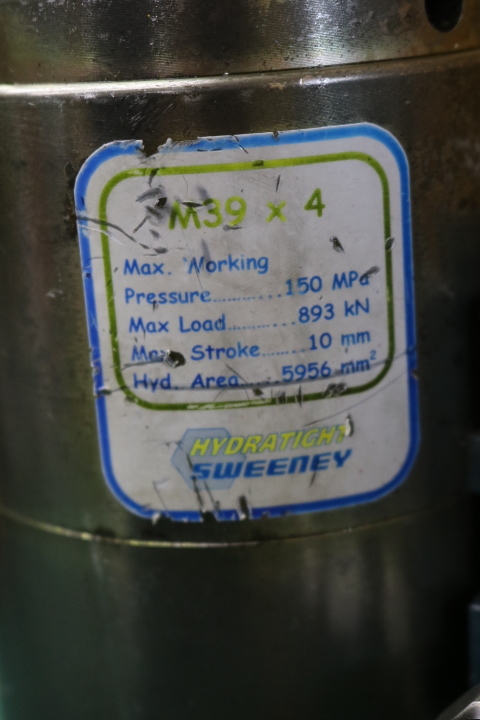 M39 x 4
Max. Working
Pressure...............150 MPa
Max Load............893 kN
Max Stroke.......10 mm
Hyd. Area.....5956 mm²
HYDRATIGHT
SWEENEY